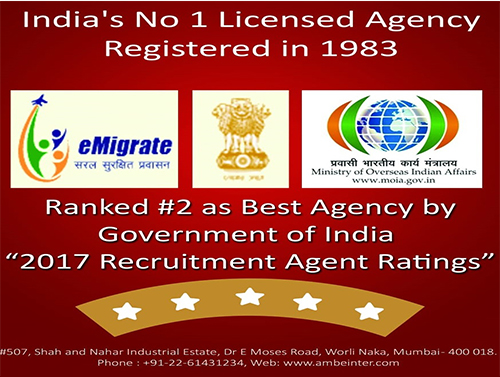 India's No 1 Licensed Agency
Registered in 1983
eMigrate
सरल सुरक्षित प्रवासन
सत्यमेव जयते
प्रवासी भारतीय कार्य मंत्रालय
Ministry of Overseas Indian Affairs
www.moia.gov.in
Ranked #2 as Best Agency by
Government of India
“2017 Recruitment Agent Ratings”
#507, Shah and Nahar Industrial Estate, Dr E Moses Road, Worli Naka, Mumbai- 400 018.
Phone : +91-22-61431234, Web: www.ambeinter.com